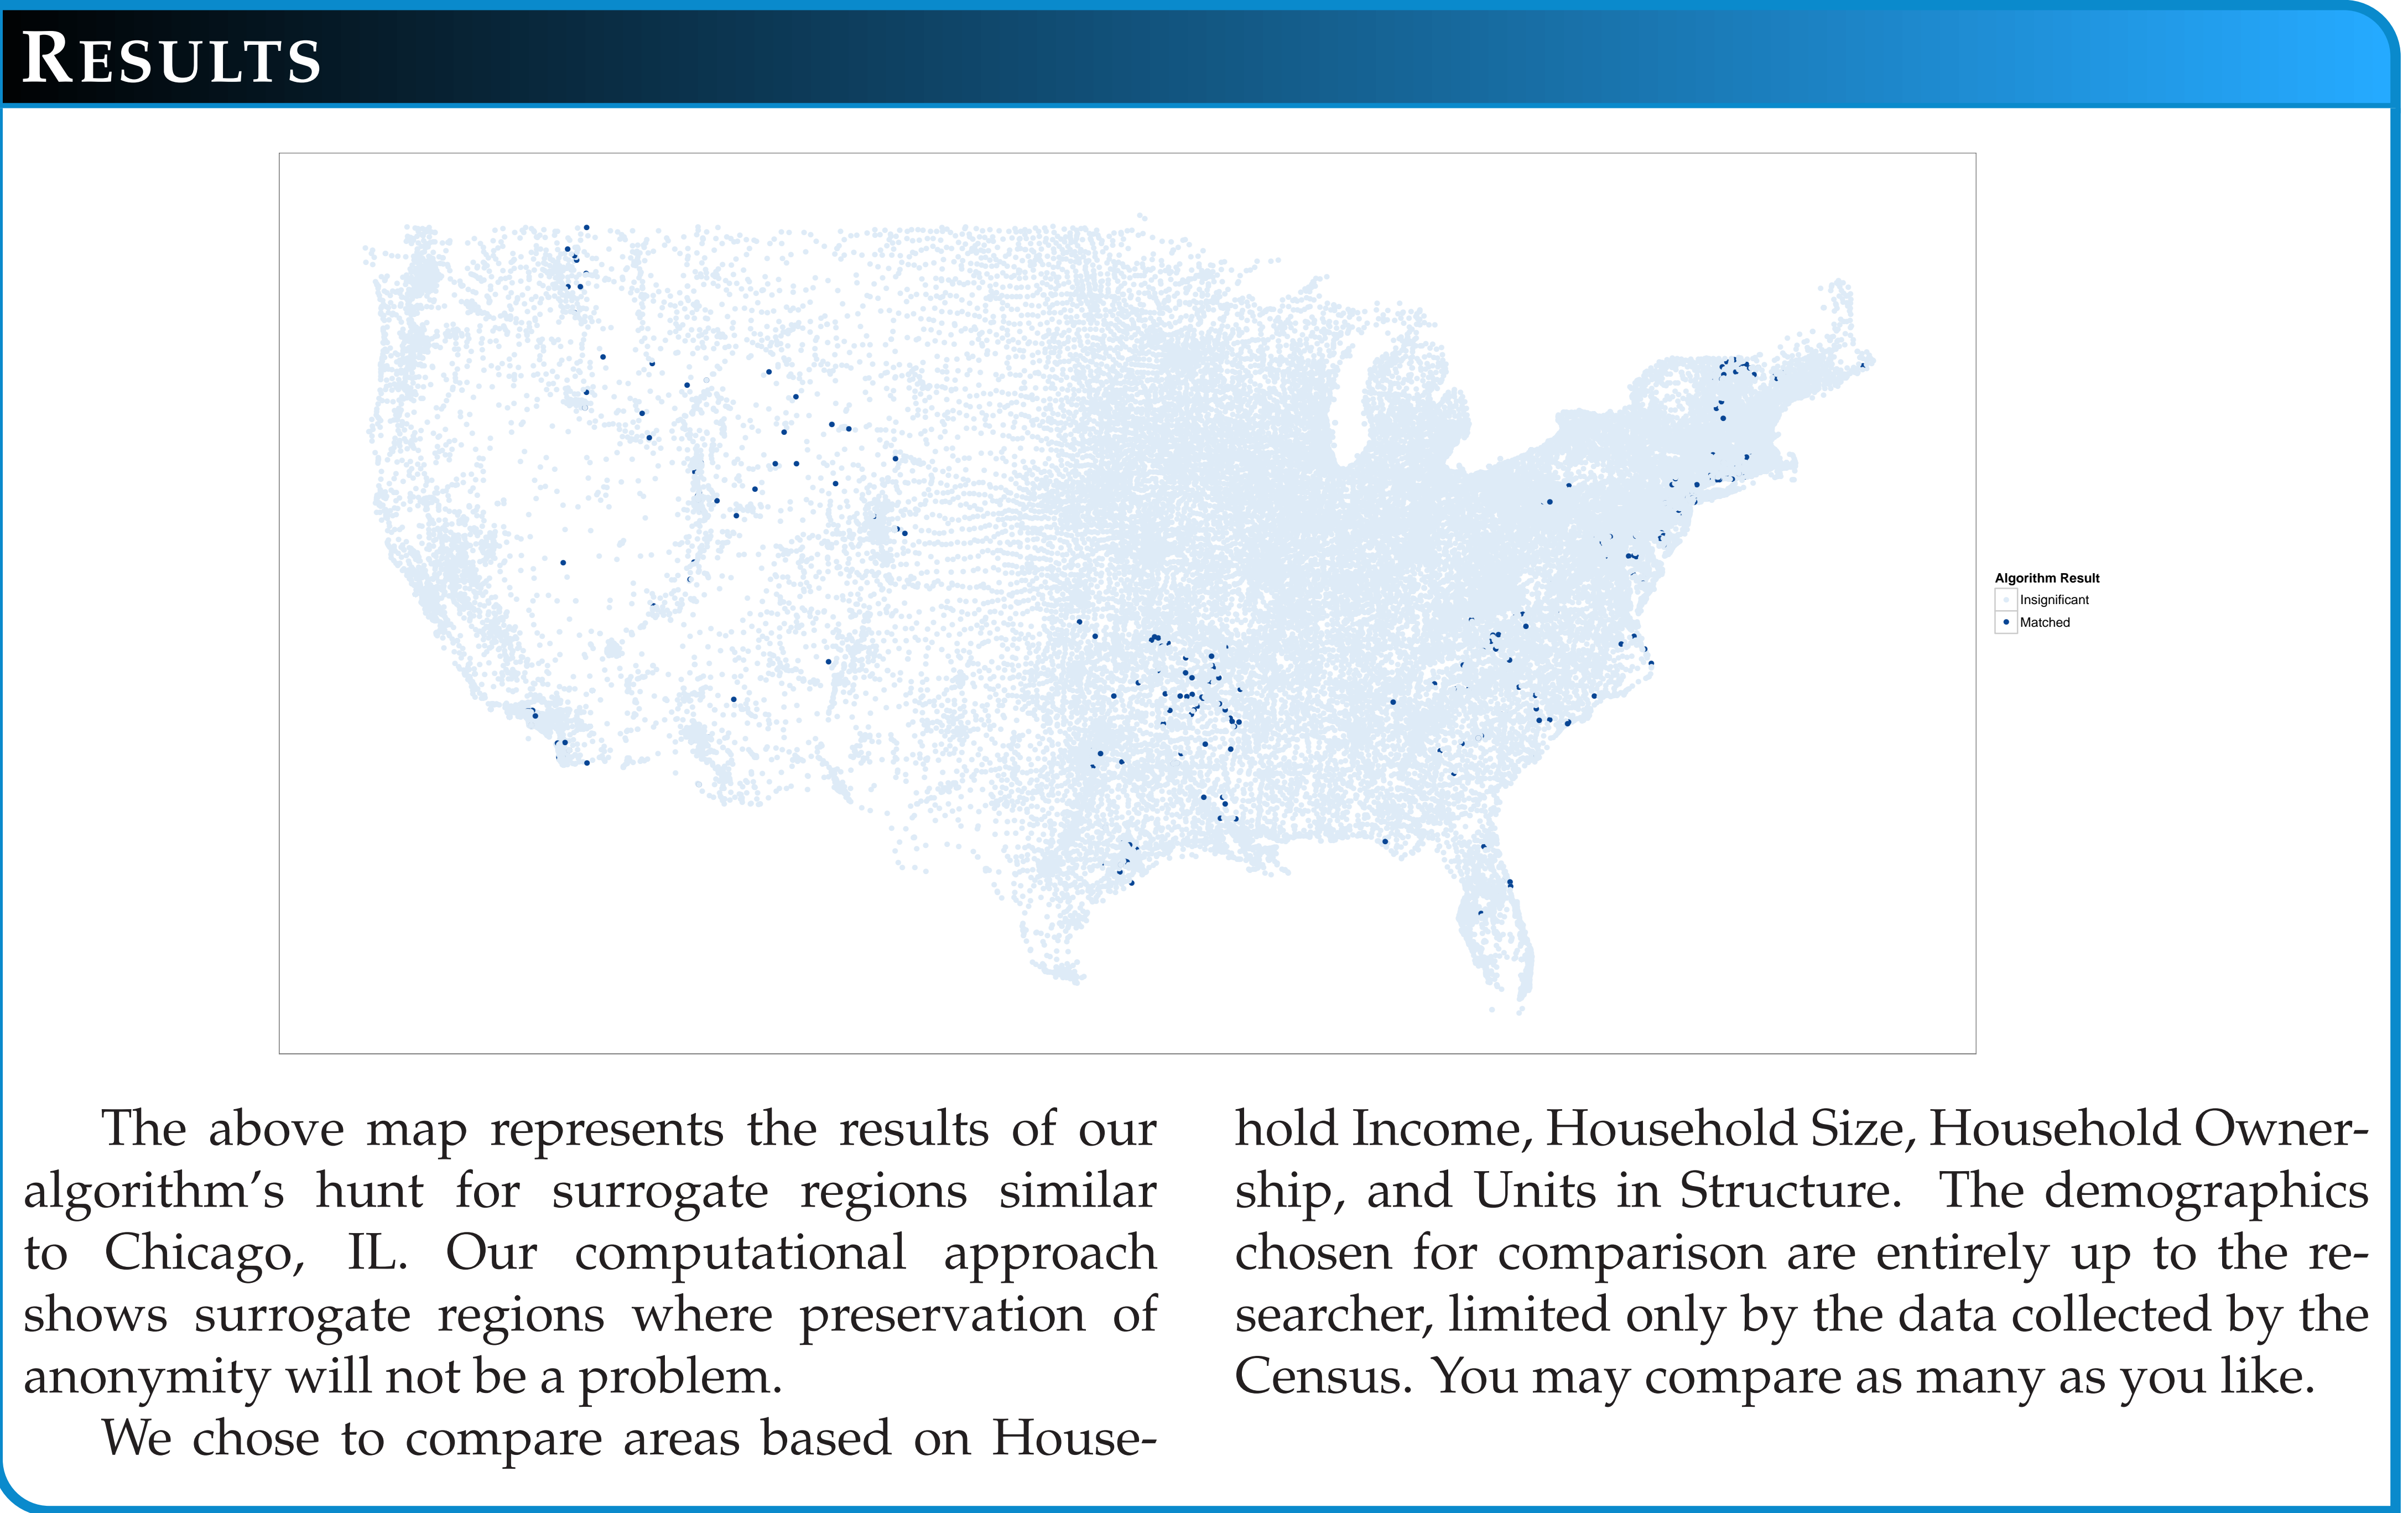 RESULTS
Algorithm Result
Insignificant
Matched
The above map represents the results of our
algorithm's hunt for surrogate regions similar
to Chicago, IL. Our computational approach
shows surrogate regions where preservation of
anonymity will not be a problem.
We chose to compare areas based on House-
hold Income, Household Size, Household Owner-
ship, and Units in Structure. The demographics
chosen for comparison are entirely up to the re-
searcher, limited only by the data collected by the
Census. You may compare as many as you like.